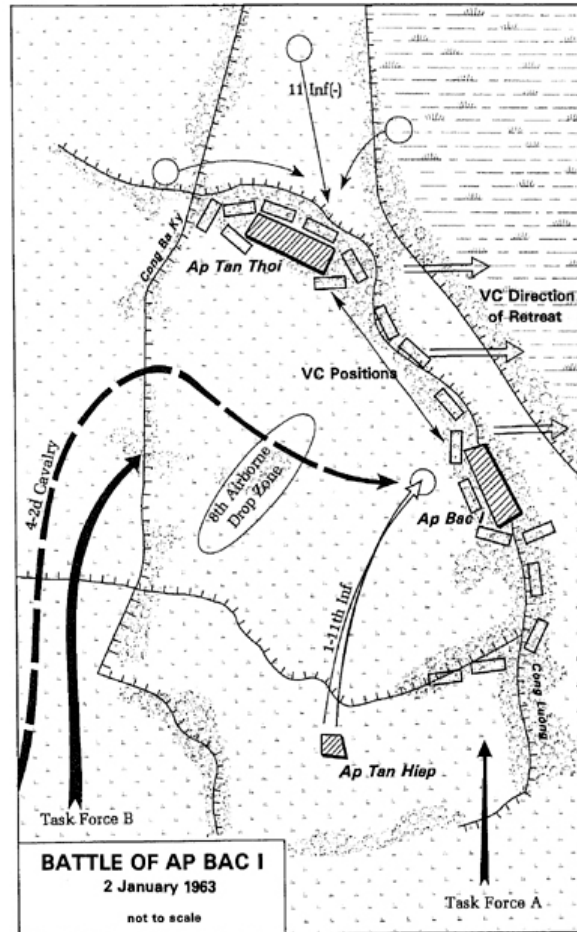 11 Inf(-)
Cong Ba Ky
Ap Tan Thoi
VC Direction
of Retreat
VC Positions
4-2d Cavalry
8th Airborne
Drop Zone
Ap Bac I
1-11th Inf.
Cong Luong
Ap Tan Hiep
Task Force B
Task Force A
BATTLE OF AP BAC I
2 January 1963
not to scale